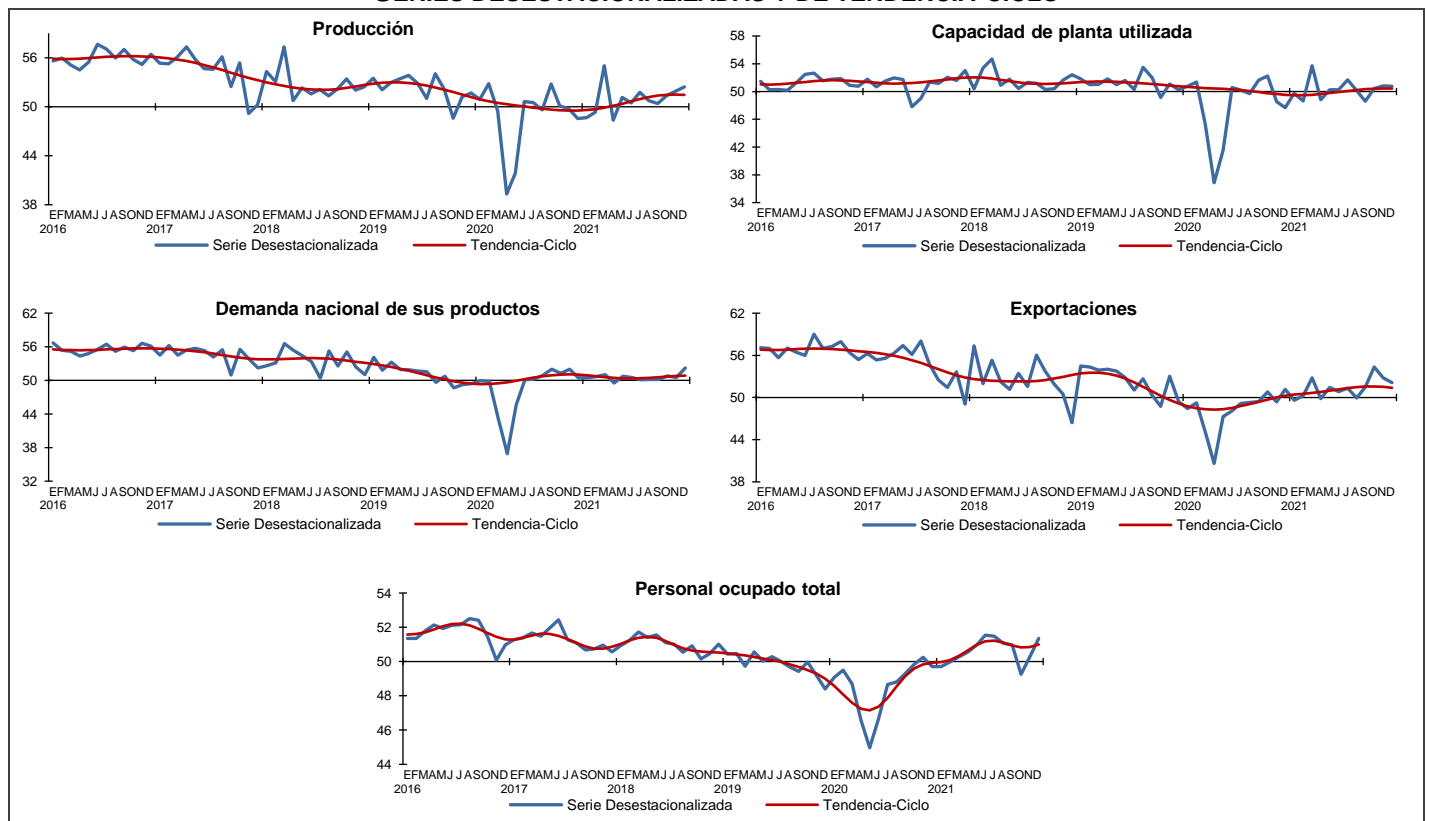 SERIES DESESTACIONALIZADAS Y DE TENDENCIA-CICLO
Producción
56
50
44
38
EFMAMJ J ASOND EFMAMJ J ASOND EFMAMJ J ASOND EFMAMJ J ASOND EFMAMJ J ASOND EFMAMJ J ASOND
2016 2017 2018 2019 2020 2021
Serie Desestacionalizada Tendencia-Ciclo
Capacidad de planta utilizada
58
54
50
46
42
38
34
EFMAMJ J ASOND EFMAMJ J ASOND EFMAMJ J ASOND EFMAMJ J ASOND EFMAMJ J ASOND EFMAMJ J ASOND
2016 2017 2018 2019 2020 2021
Serie Desestacionalizada Tendencia-Ciclo
Demanda nacional de sus productos
62
56
50
44
38
32
EFMAMJ J ASOND EFMAMJ J ASOND EFMAMJ J ASOND EFMAMJ J ASOND EFMAMJ J ASOND EFMAMJ J ASOND
2016 2017 2018 2019 2020 2021
Serie Desestacionalizada Tendencia-Ciclo
Exportaciones
62
56
50
44
38
EFMAMJ J ASOND EFMAMJ J ASOND EFMAMJ J ASOND EFMAMJ J ASOND EFMAMJ J ASOND EFMAMJ J ASOND
2016 2017 2018 2019 2020 2021
Serie Desestacionalizada Tendencia-Ciclo
Personal ocupado total
54
52
50
48
46
44
EFMAMJ J ASOND EFMAMJ J ASOND EFMAMJ J ASOND EFMAMJ J ASOND EFMAMJ J ASOND EFMAMJ J ASOND
2016 2017 2018 2019 2020 2021
Serie Desestacionalizada Tendencia-Ciclo